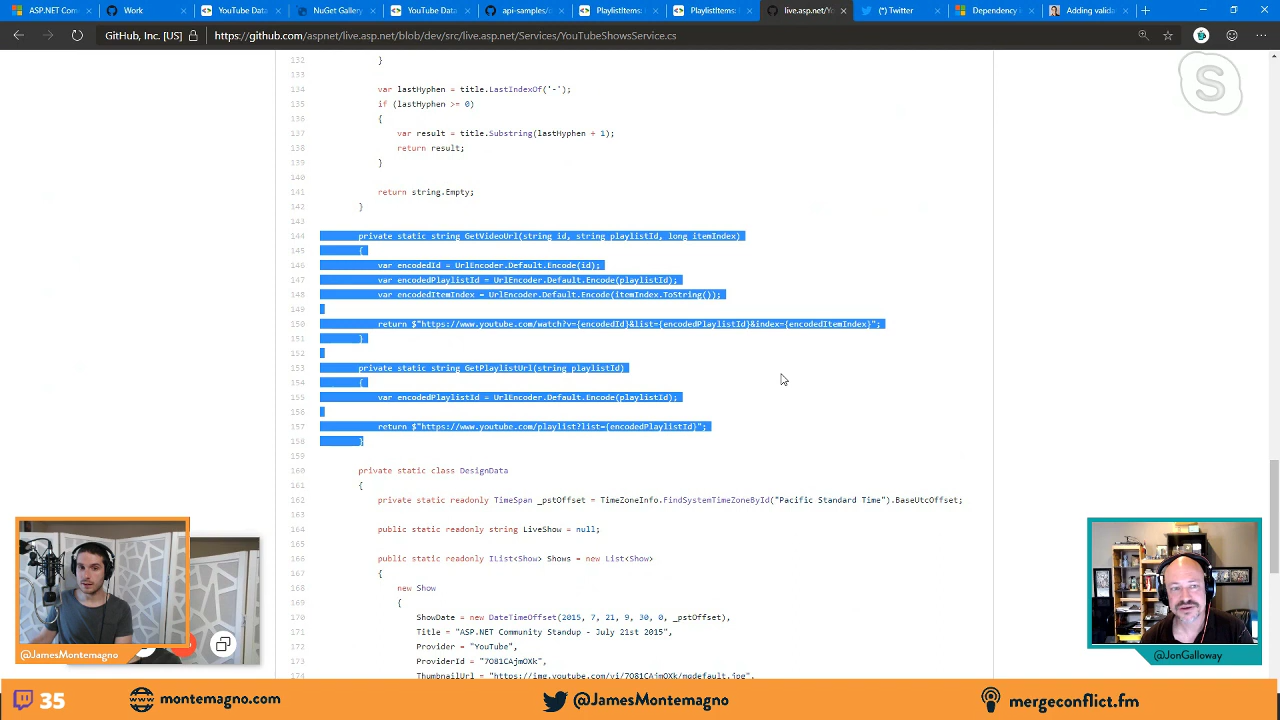 ASP.NET Com
Work
YouTube Data
NuGet Gallery
YouTube Data
api-samples/c
PlaylistItems:
PlaylistItems:
live.asp.net/Yo
(*) Twitter
Dependency i
Adding valida
GitHub, Inc. [US]
https://github.com/aspnet/live.asp.net/blob/dev/src/live.asp.net/Services/YouTubeShowsService.cs
132 }
133
134 var lastHyphen = title.LastIndexOf('-');
135 if (lastHyphen >= 0)
136 {
137 var result = title.Substring(lastHyphen + 1);
138 return result;
139 }
140
141 return string.Empty;
142 }
143
144 private static string GetVideoUrl(string id, string playlistId, long itemIndex)
145 {
146 var encodedId = UrlEncoder.Default.Encode(id);
147 var encodedPlaylistId = UrlEncoder.Default.Encode(playlistId);
148 var encodedItemIndex = UrlEncoder.Default.Encode(itemIndex.ToString());
149
150 return $"https://www.youtube.com/watch?v={encodedId}&list={encodedPlaylistId}&index={encodedItemIndex}";
151 }
152
153 private static string GetPlaylistUrl(string playlistId)
154 {
155 var encodedPlaylistId = UrlEncoder.Default.Encode(playlistId);
156
157 return $"https://www.youtube.com/playlist?list={encodedPlaylistId}";
158 }
159
160 private static class DesignData
161 {
162 private static readonly TimeSpan _pstOffset = TimeZoneInfo.FindSystemTimeZoneById("Pacific Standard Time").BaseUtcOffset;
163
164 public static readonly string LiveShow = null;
165
166 public static readonly IList<Show> Shows = new List<Show>
167 {
168 new Show
169 {
170 ShowDate = new DateTimeOffset(2015, 7, 21, 9, 30, 0, _pstOffset),
171 Title = "ASP.NET Community Standup - July 21st 2015",
172 Provider = "YouTube",
173 ProviderId = "7O81CAjmOXk",
174 ThumbnailUrl = "https://img.youtube.com/vi/7O81CAjmOXk/mqdefault.jpg",
@JamesMontemagno
@JonGalloway
35
montemagno.com
@JamesMontemagno
mergeconflict.fm